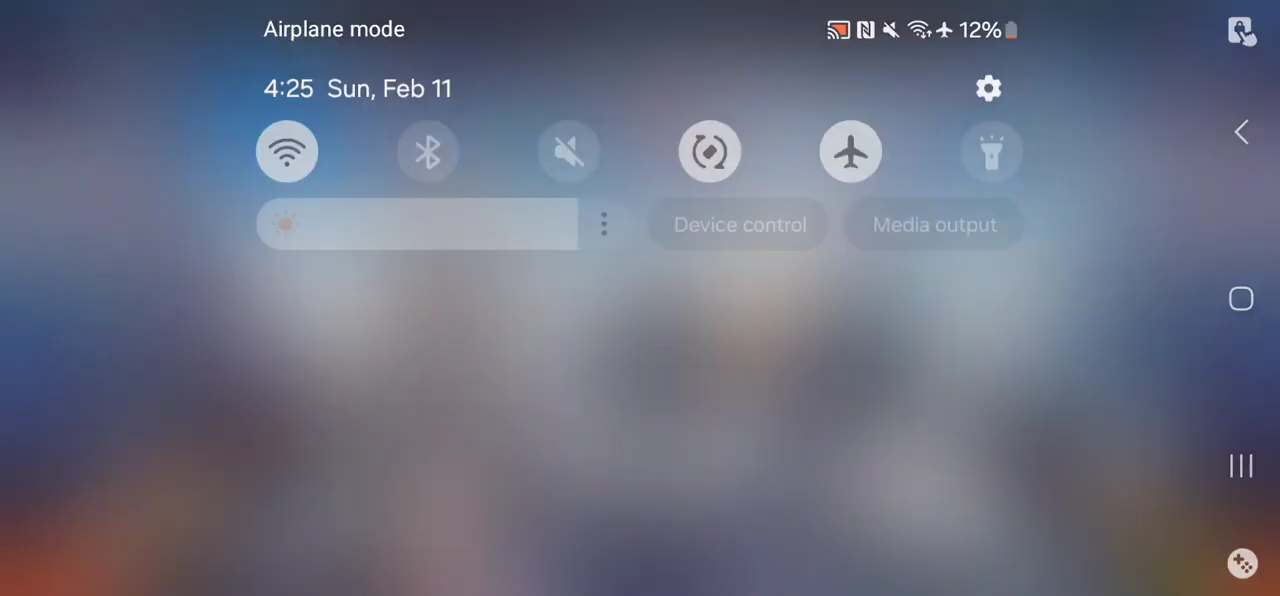 Airplane mode
12%
4:25 Sun, Feb 11
Device control
Media output